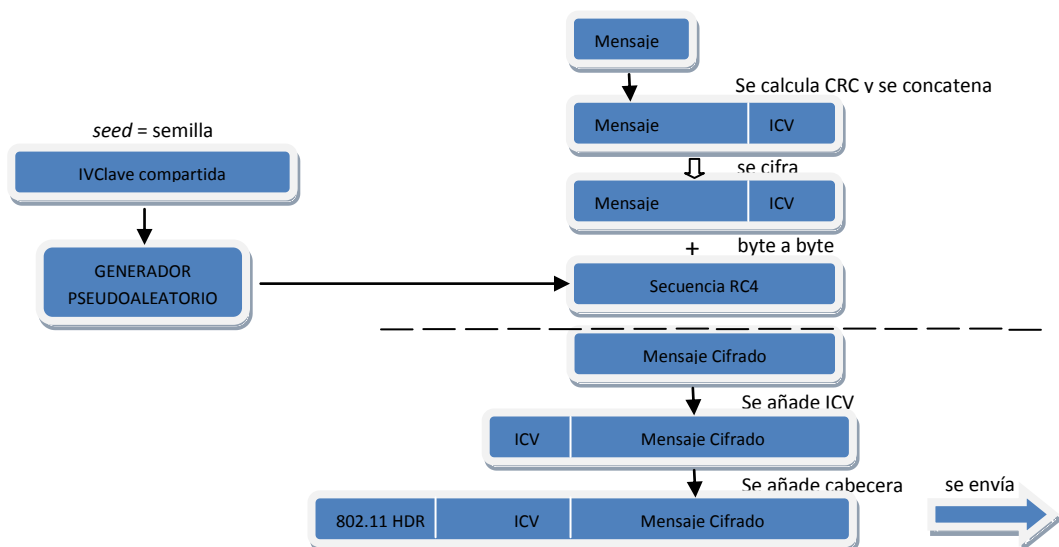 Mensaje
Se calcula CRC y se concatena
Mensaje ICV
seed = semilla
IVClave compartida
se cifra
Mensaje ICV
+ byte a byte
GENERADOR
PSEUDOALEATORIO
Secuencia RC4
Mensaje Cifrado
Se añade ICV
ICV Mensaje Cifrado
Se añade cabecera
se envía
802.11 HDR ICV Mensaje Cifrado